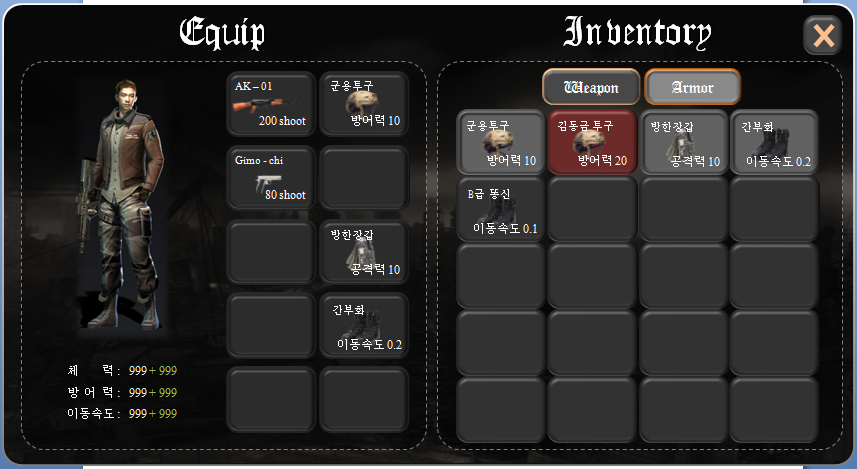 Equip
AK – 01
200 shoot
군용투구
방어력 10
Gimo - chi
80 shoot
방한장갑
공격력 10
간부화
이동속도 0.2
체 력 : 999 + 999
방 어 력 : 999 + 999
이동속도 : 999 + 999
Inventory
Weapon
Armor
군용투구
방어력 10
김동금 투구
방어력 20
방한장갑
공격력 10
간부화
이동속도 0.2
B급 똥신
이동속도 0.1